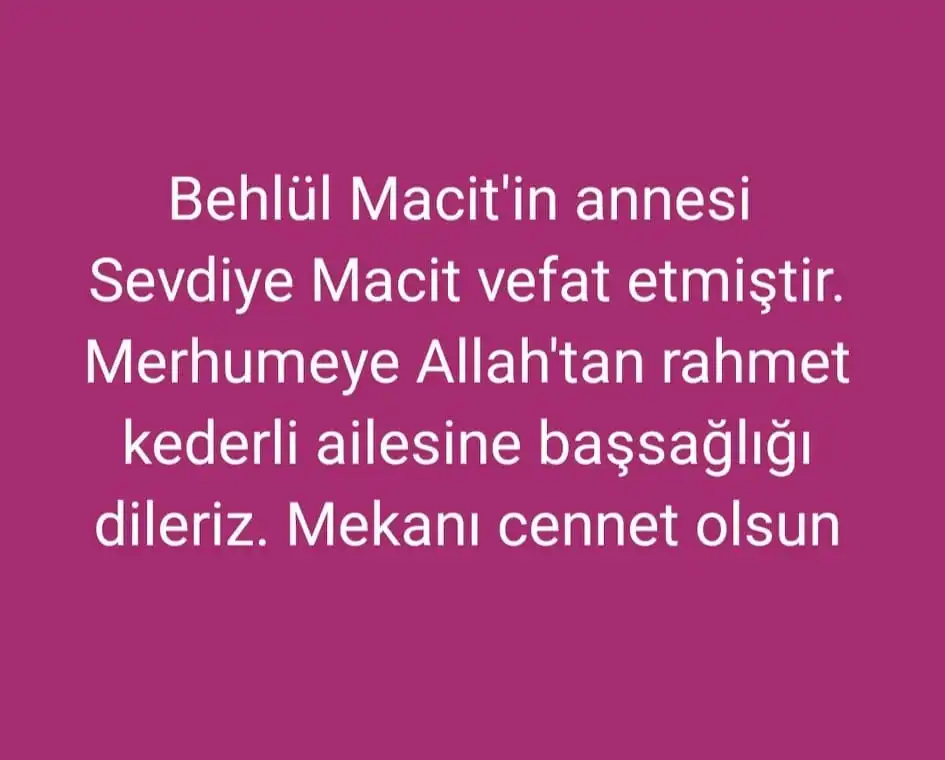 Behlül Macit'in annesi
Sevdiye Macit vefat etmiştir.
Merhumeye Allah'tan rahmet
kederli ailesine başsağlığı
dileriz. Mekanı cennet olsun